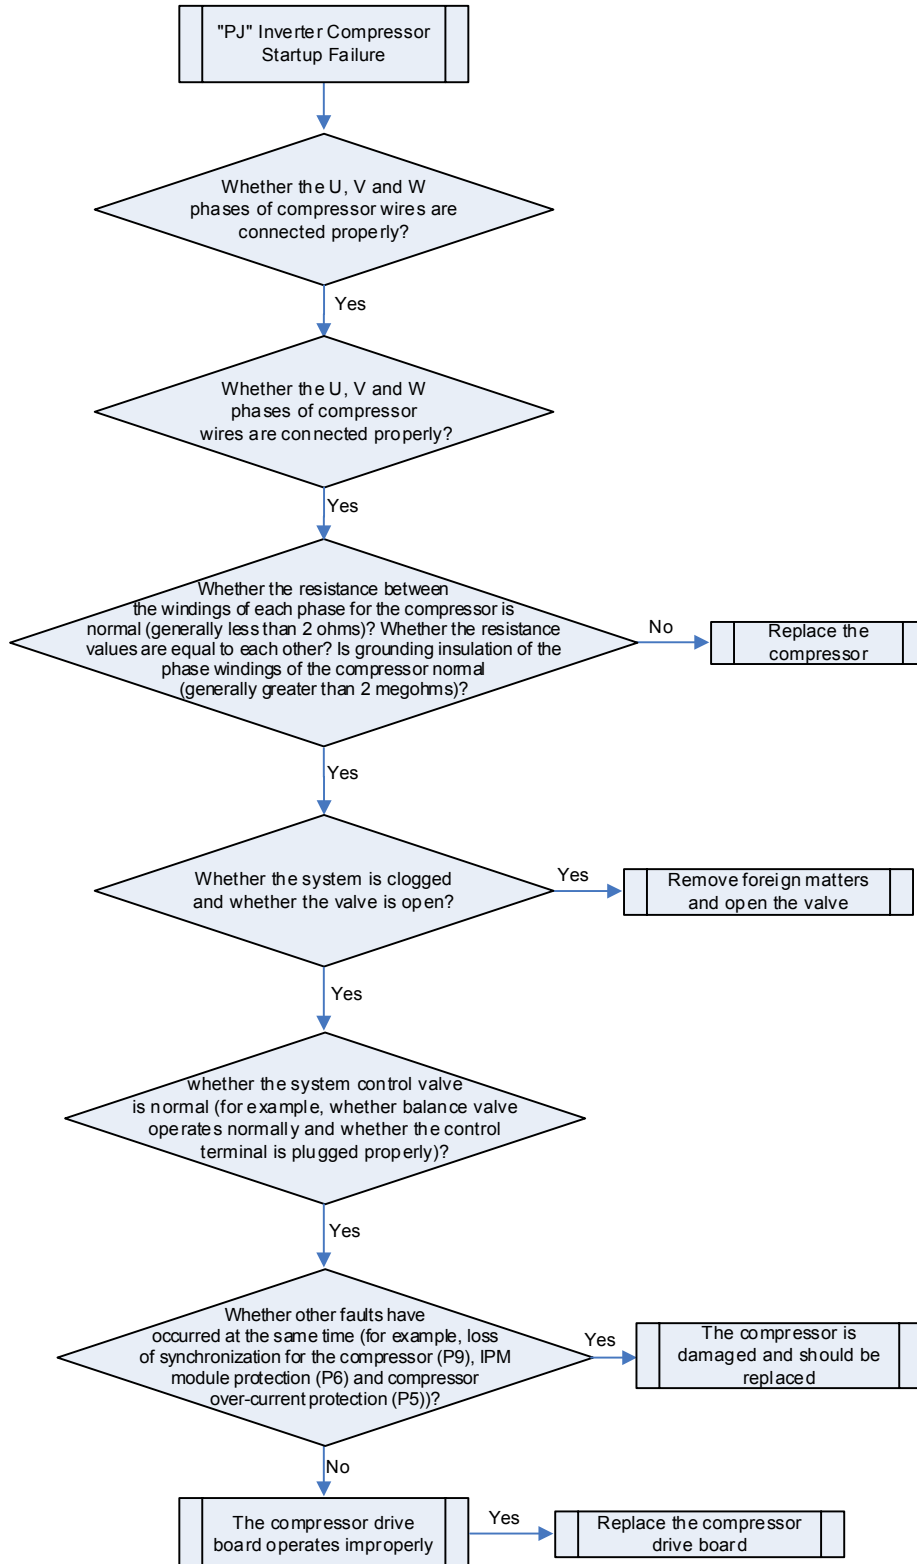 "PJ" Inverter Compressor
Startup Failure
Whether the U, V and W
phases of compressor wires are
connected properly?
Yes
Whether the U, V and W
phases of compressor
wires are connected properly?
Yes
Whether the resistance between
the windings of each phase for the compressor is
normal (generally less than 2 ohms)? Whether the resistance
values are equal to each other? Is grounding insulation of the
phase windings of the compressor normal
(generally greater than 2 megohms)?
No
Replace the
compressor
Yes
Whether the system is clogged
and whether the valve is open?
Yes
Remove foreign matters
and open the valve
Yes
whether the system control valve
is normal (for example, whether balance valve
operates normally and whether the control
terminal is plugged properly)?
Yes
Whether other faults have
occurred at the same time (for example, loss
of synchronization for the compressor (P9), IPM
module protection (P6) and compressor
over-current protection (P5))?
Yes
The compressor is
damaged and should be
replaced
No
The compressor drive
board operates improperly
Yes
Replace the compressor
drive board